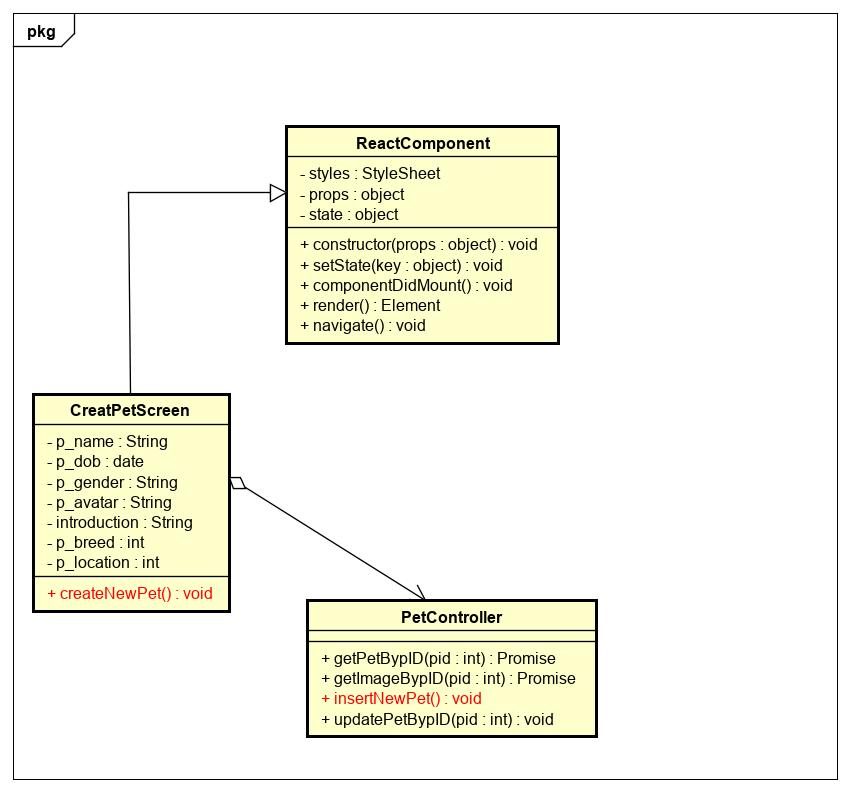 pkg
ReactComponent
- styles : StyleSheet
- props : object
- state : object
+ constructor(props : object) : void
+ setState(key : object) : void
+ componentDidMount() : void
+ render() : Element
+ navigate() : void
CreatPetScreen
- p_name : String
- p_dob : date
- p_gender : String
- p_avatar : String
- introduction : String
- p_breed : int
- p_location : int
+ createNewPet() : void
PetController
+ getPetBypID(pid : int) : Promise
+ getImageBypID(pid : int) : Promise
+ insertNewPet() : void
+ updatePetBypID(pid : int) : void